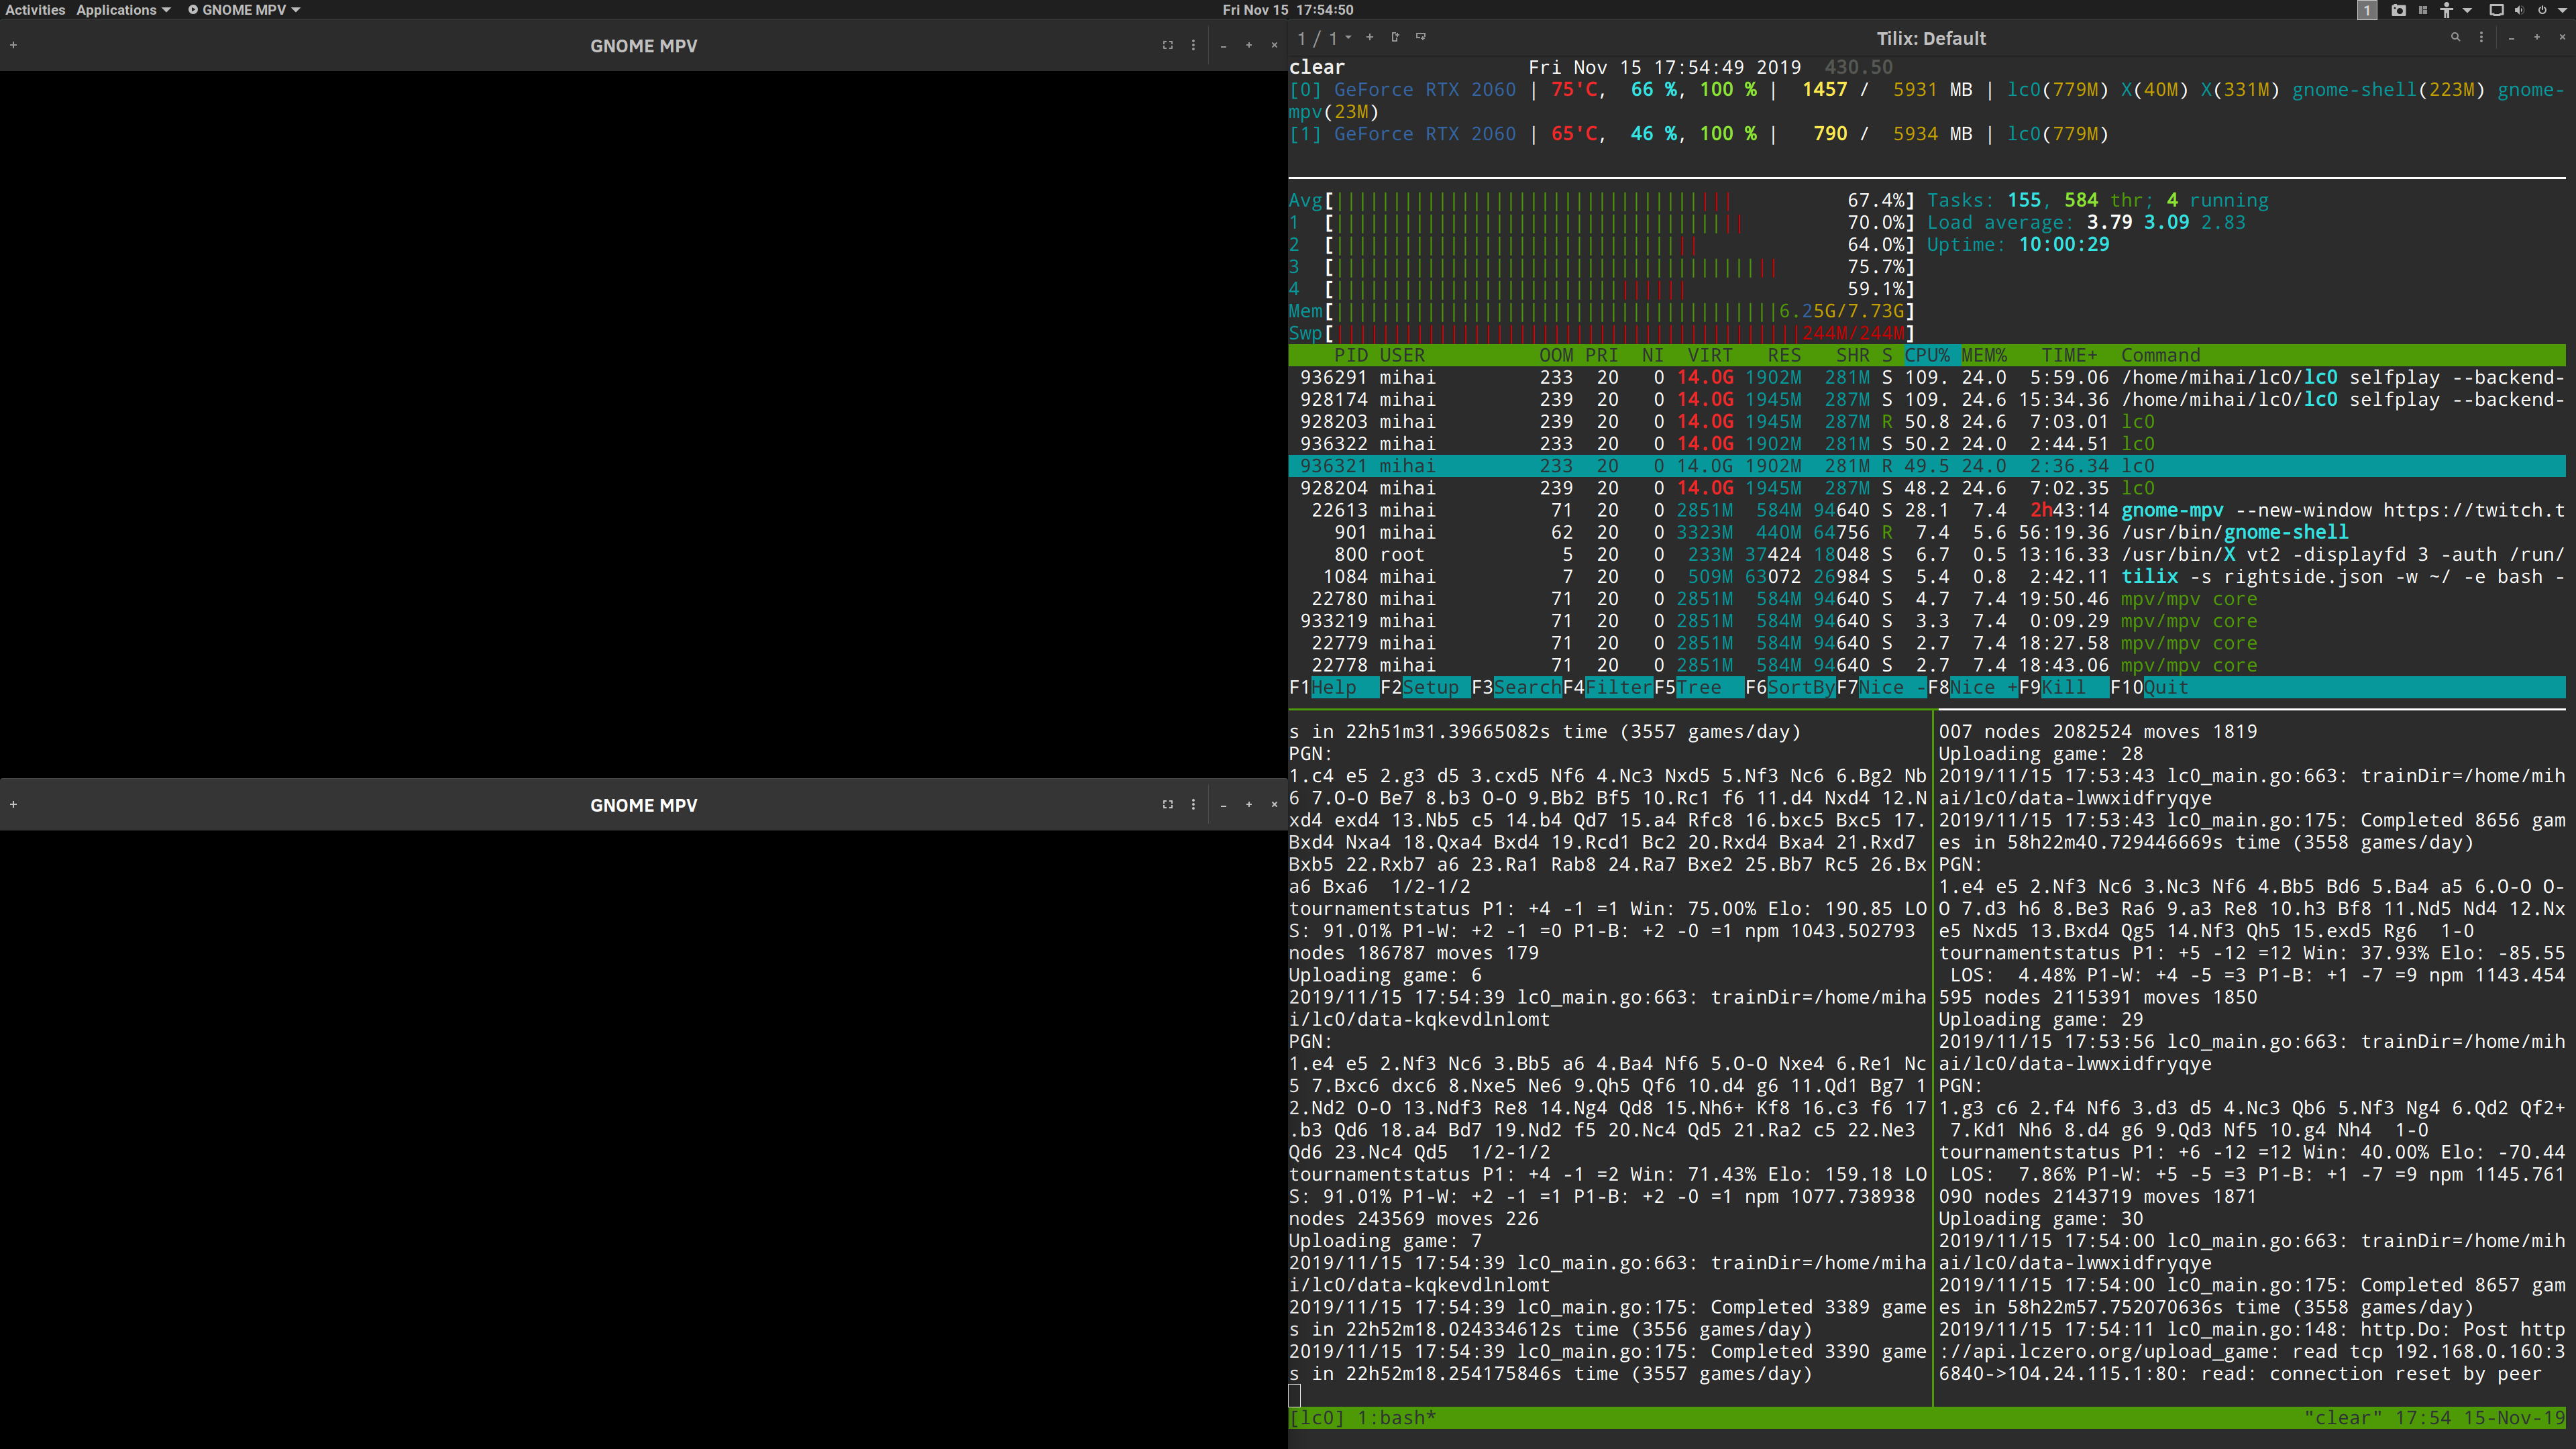 Activities Applications GNOME MPV Fri Nov 15 17:54:50 1
GNOME MPV
GNOME MPV
1 / 1 Tilix: Default
clear Fri Nov 15 17:54:49 2019 430.50
[0] GeForce RTX 2060 | 75'C, 66 %, 100 % | 1457 / 5931 MB | lc0(779M) X(40M) X(331M) gnome-shell(223M) gnome-
mpv(23M)
[1] GeForce RTX 2060 | 65'C, 46 %, 100 % | 790 / 5934 MB | lc0(779M)
Avg[ 67.4%] Tasks: 155, 584 thr; 4 running
1 [ 70.0%] Load average: 3.79 3.09 2.83
2 [ 64.0%] Uptime: 10:00:29
3 [ 75.7%]
4 [ 59.1%]
Mem[ 6.25G/7.73G]
Swp[ 244M/244M]
PID USER OOM PRI NI VIRT RES SHR S CPU% MEM% TIME+ Command
936291 mihai 233 20 0 14.0G 1902M 281M S 109. 24.0 5:59.06 /home/mihai/lc0/lc0 selfplay --backend-
928174 mihai 239 20 0 14.0G 1945M 287M S 109. 24.6 15:34.36 /home/mihai/lc0/lc0 selfplay --backend-
928203 mihai 239 20 0 14.0G 1945M 287M R 50.8 24.6 7:03.01 lc0
936322 mihai 233 20 0 14.0G 1902M 281M S 50.2 24.0 2:44.51 lc0
936321 mihai 233 20 0 14.0G 1902M 281M R 49.5 24.0 2:36.34 lc0
928204 mihai 239 20 0 14.0G 1945M 287M S 48.2 24.6 7:02.35 lc0
22613 mihai 71 20 0 2851M 584M 94640 S 28.1 7.4 2h43:14 gnome-mpv --new-window https://twitch.t
901 mihai 62 20 0 3323M 440M 64756 R 7.4 5.6 56:19.36 /usr/bin/gnome-shell
800 root 5 20 0 233M 37424 18048 S 6.7 0.5 13:16.33 /usr/bin/X vt2 -displayfd 3 -auth /run/
1084 mihai 7 20 0 509M 63072 26984 S 5.4 0.8 2:42.11 tilix -s rightside.json -w ~/ -e bash -
22780 mihai 71 20 0 2851M 584M 94640 S 4.7 7.4 19:50.46 mpv/mpv core
933219 mihai 71 20 0 2851M 584M 94640 S 3.3 7.4 0:09.29 mpv/mpv core
22779 mihai 71 20 0 2851M 584M 94640 S 2.7 7.4 18:27.58 mpv/mpv core
22778 mihai 71 20 0 2851M 584M 94640 S 2.7 7.4 18:43.06 mpv/mpv core
F1Help F2Setup F3SearchF4FilterF5Tree F6SortByF7Nice -F8Nice +F9Kill F10Quit
s in 22h51m31.39665082s time (3557 games/day)
PGN:
1.c4 e5 2.g3 d5 3.cxd5 Nf6 4.Nc3 Nxd5 5.Nf3 Nc6 6.Bg2 Nb
6 7.O-O Be7 8.b3 O-O 9.Bb2 Bf5 10.Rc1 f6 11.d4 Nxd4 12.N
xd4 exd4 13.Nb5 c5 14.b4 Qd7 15.a4 Rfc8 16.bxc5 Bxc5 17.
Bxd4 Nxa4 18.Qxa4 Bxd4 19.Rcd1 Bc2 20.Rxd4 Bxa4 21.Rxd7
Bxb5 22.Rxb7 a6 23.Ra1 Rab8 24.Ra7 Bxe2 25.Bb7 Rc5 26.Bx
a6 Bxa6 1/2-1/2
tournamentstatus P1: +4 -1 =1 Win: 75.00% Elo: 190.85 LO
S: 91.01% P1-W: +2 -1 =0 P1-B: +2 -0 =1 npm 1043.502793
nodes 186787 moves 179
Uploading game: 6
2019/11/15 17:54:39 lc0_main.go:663: trainDir=/home/miha
i/lc0/data-kqkevdlnlomt
PGN:
1.e4 e5 2.Nf3 Nc6 3.Bb5 a6 4.Ba4 Nf6 5.O-O Nxe4 6.Re1 Nc
5 7.Bxc6 dxc6 8.Nxe5 Ne6 9.Qh5 Qf6 10.d4 g6 11.Qd1 Bg7 1
2.Nd2 O-O 13.Ndf3 Re8 14.Ng4 Qd8 15.Nh6+ Kf8 16.c3 f6 17
.b3 Qd6 18.a4 Bd7 19.Nd2 f5 20.Nc4 Qd5 21.Ra2 c5 22.Ne3
Qd6 23.Nc4 Qd5 1/2-1/2
tournamentstatus P1: +4 -1 =2 Win: 71.43% Elo: 159.18 LO
S: 91.01% P1-W: +2 -1 =1 P1-B: +2 -0 =1 npm 1077.738938
nodes 243569 moves 226
Uploading game: 7
2019/11/15 17:54:39 lc0_main.go:663: trainDir=/home/miha
i/lc0/data-kqkevdlnlomt
2019/11/15 17:54:39 lc0_main.go:175: Completed 3389 game
s in 22h52m18.024334612s time (3556 games/day)
2019/11/15 17:54:39 lc0_main.go:175: Completed 3390 game
s in 22h52m18.254175846s time (3557 games/day)
007 nodes 2082524 moves 1819
Uploading game: 28
2019/11/15 17:53:43 lc0_main.go:663: trainDir=/home/mih
ai/lc0/data-lwwxidfryqye
2019/11/15 17:53:43 lc0_main.go:175: Completed 8656 gam
es in 58h22m40.729446669s time (3558 games/day)
PGN:
1.e4 e5 2.Nf3 Nc6 3.Nc3 Nf6 4.Bb5 Bd6 5.Ba4 a5 6.O-O O-
O 7.d3 h6 8.Be3 Ra6 9.a3 Re8 10.h3 Bf8 11.Nd5 Nd4 12.Nx
e5 Nxd5 13.Bxd4 Qg5 14.Nf3 Qh5 15.exd5 Rg6 1-0
tournamentstatus P1: +5 -12 =12 Win: 37.93% Elo: -85.55
LOS: 4.48% P1-W: +4 -5 =3 P1-B: +1 -7 =9 npm 1143.454
595 nodes 2115391 moves 1850
Uploading game: 29
2019/11/15 17:53:56 lc0_main.go:663: trainDir=/home/mih
ai/lc0/data-lwwxidfryqye
PGN:
1.g3 c6 2.f4 Nf6 3.d3 d5 4.Nc3 Qb6 5.Nf3 Ng4 6.Qd2 Qf2+
7.Kd1 Nh6 8.d4 g6 9.Qd3 Nf5 10.g4 Nh4 1-0
tournamentstatus P1: +6 -12 =12 Win: 40.00% Elo: -70.44
LOS: 7.86% P1-W: +5 -5 =3 P1-B: +1 -7 =9 npm 1145.761
090 nodes 2143719 moves 1871
Uploading game: 30
2019/11/15 17:54:00 lc0_main.go:663: trainDir=/home/mih
ai/lc0/data-lwwxidfryqye
2019/11/15 17:54:00 lc0_main.go:175: Completed 8657 gam
es in 58h22m57.752070636s time (3558 games/day)
2019/11/15 17:54:11 lc0_main.go:148: http.Do: Post http
://api.lczero.org/upload_game: read tcp 192.168.0.160:3
6840->104.24.115.1:80: read: connection reset by peer
[lc0] 1:bash* "clear" 17:54 15-Nov-19